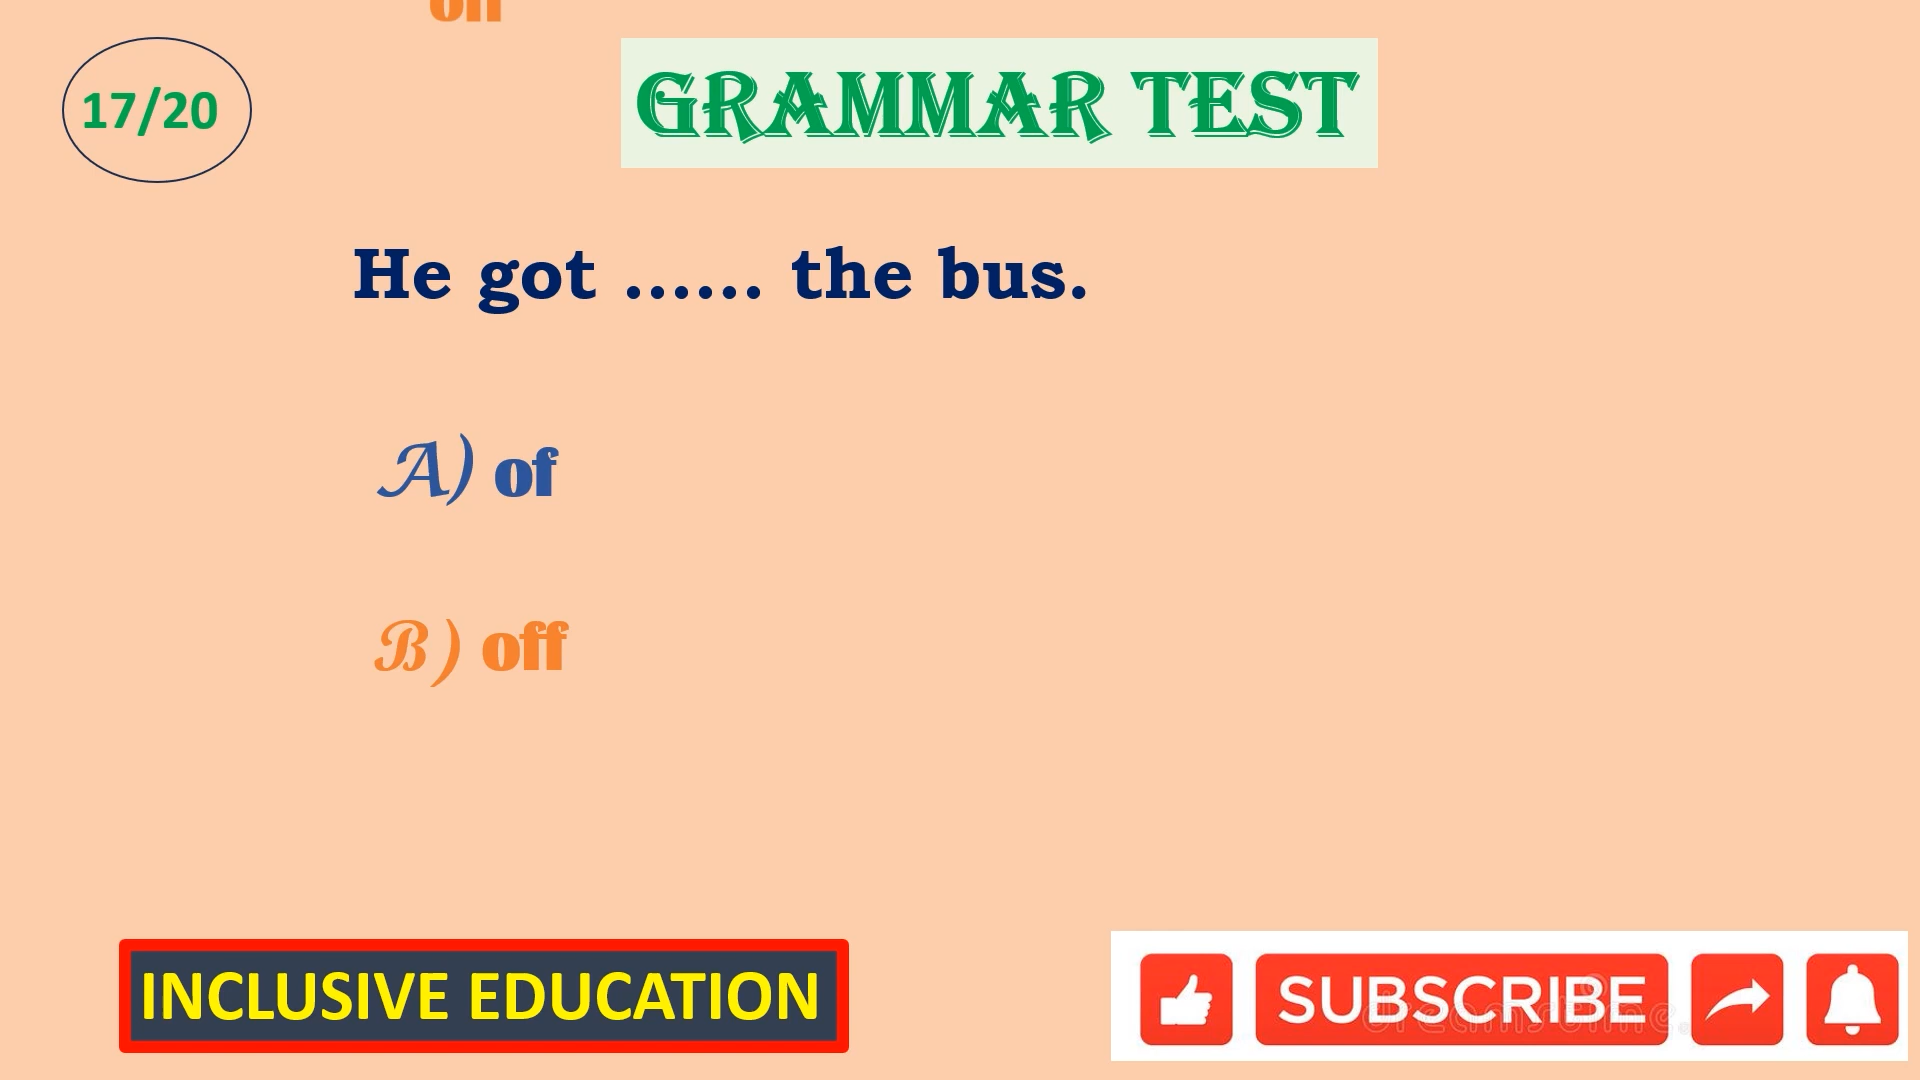 17/20
GRAMMAR TEST
He got ...... the bus.
A) of
B) off
INCLUSIVE EDUCATION
SUBSCRIBE